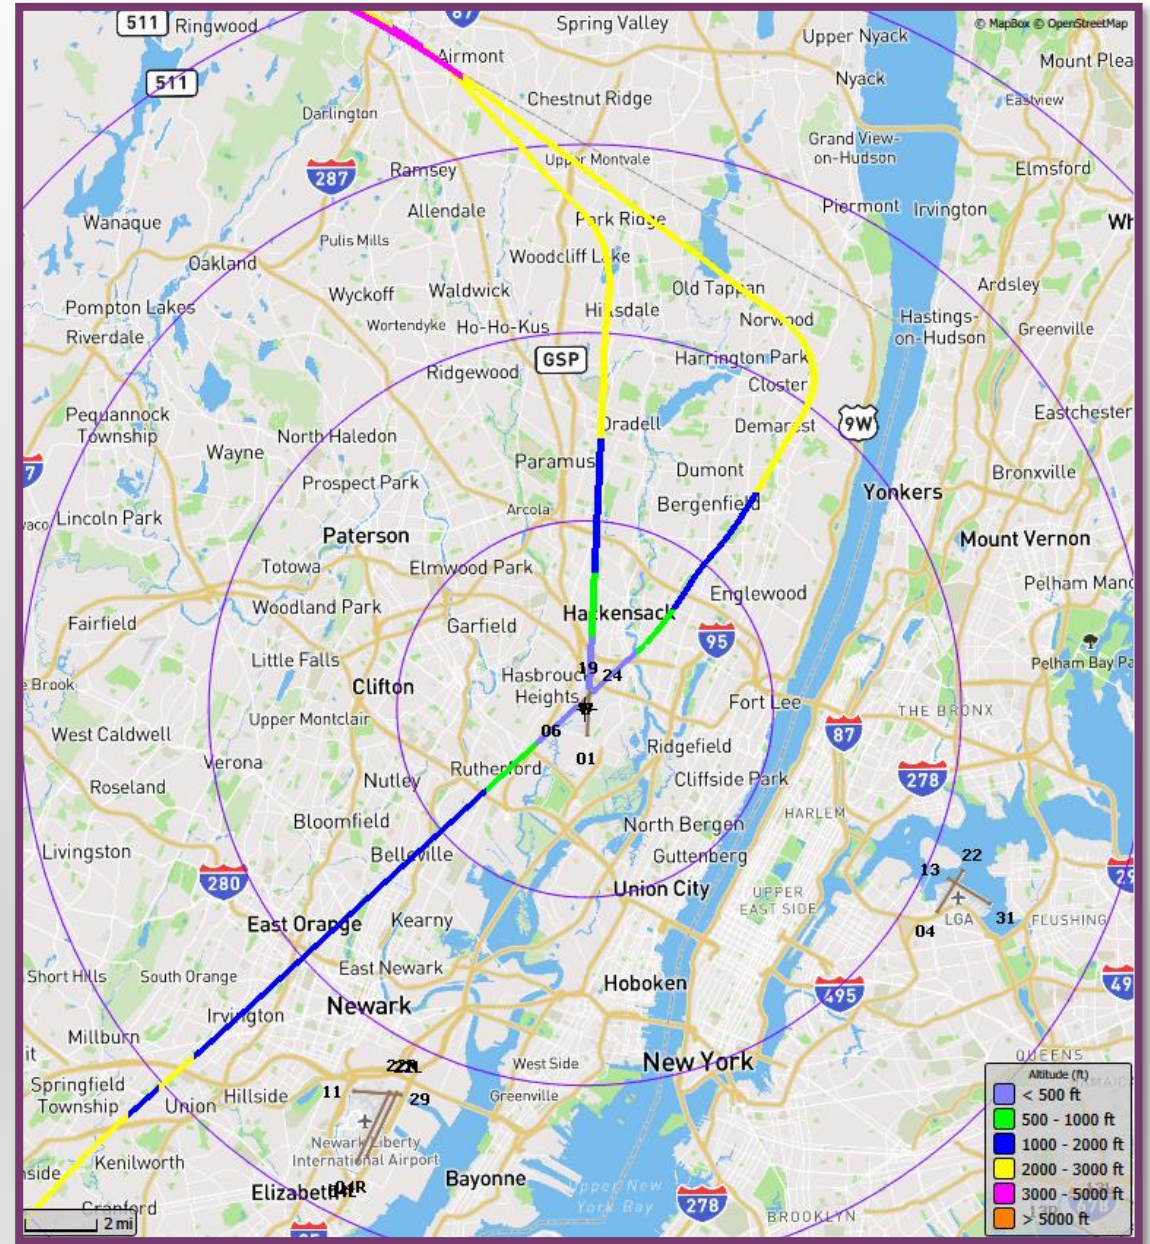 511
Ringwood
87
Spring Valley
© MapBox © OpenStreetMap
Upper Nyack
Airmont
Mount Plea
511
Nyack
Chestnut Ridge
Eastview
Darlington
Grand View-
on-Hudson
Upper Montvale
287
Ramsey
Elmsford
Allendale
Piermont
Irvington
Park Ridge
Wanaque
Wh
Pulis Mills
Woodcliff Lake
Oakland
Old Tappan
Ardsley
Wyckoff
Waldwick
Pompton Lakes
Hillsdale
Norwood
Hastings-
on-Hudson
Wortendyke
Ho-Ho-Kus
Greenville
Riverdale
GSP
Harrington Park
Ridgewood
Closter
Pequannock
Township
Eastchester
Oradell
Demarest
9W
North Haledon
Wayne
Paramus
7
Dumont
Bronxville
Prospect Park
Yonkers
Bergenfield
Arcola
Lincoln Park
Paterson
Mount Vernon
Totowa
Elmwood Park
Pelham Mano
Englewood
Woodland Park
Hackensack
Fairfield
Garfield
95
Little Falls
19
24
Pelham Bay Pa
Hasbrouck
Heights
e Brook
Clifton
Fort Lee
THE BRONX
Upper Montclair
06
West Caldwell
87
Ridgefield
01
Verona
Rutherford
Nutley
Cliffside Park
278
Roseland
HARLEM
Bloomfield
North Bergen
Livingston
Belleville
Guttenberg
22
13
280
Union City
UPPER
EAST SIDE
29
East Orange
Kearny
LGA
31
FLUSHING
04
Short Hills
South Orange
East Newark
Hoboken
495
49
Newark
Irvington
Millburn
it
West Side
New York
QUEENS
Springfield
Township
Hillside
11
29
Greenville
Union
Newark Liberty
International Airport
Kenilworth
Bayonne
Elizabeth
Upper New
York Bay
278
BROOKLYN
Cranford
2 mi
Altitude (ft)
< 500 ft
500 - 1000 ft
1000 - 2000 ft
2000 - 3000 ft
3000 - 5000 ft
> 5000 ft